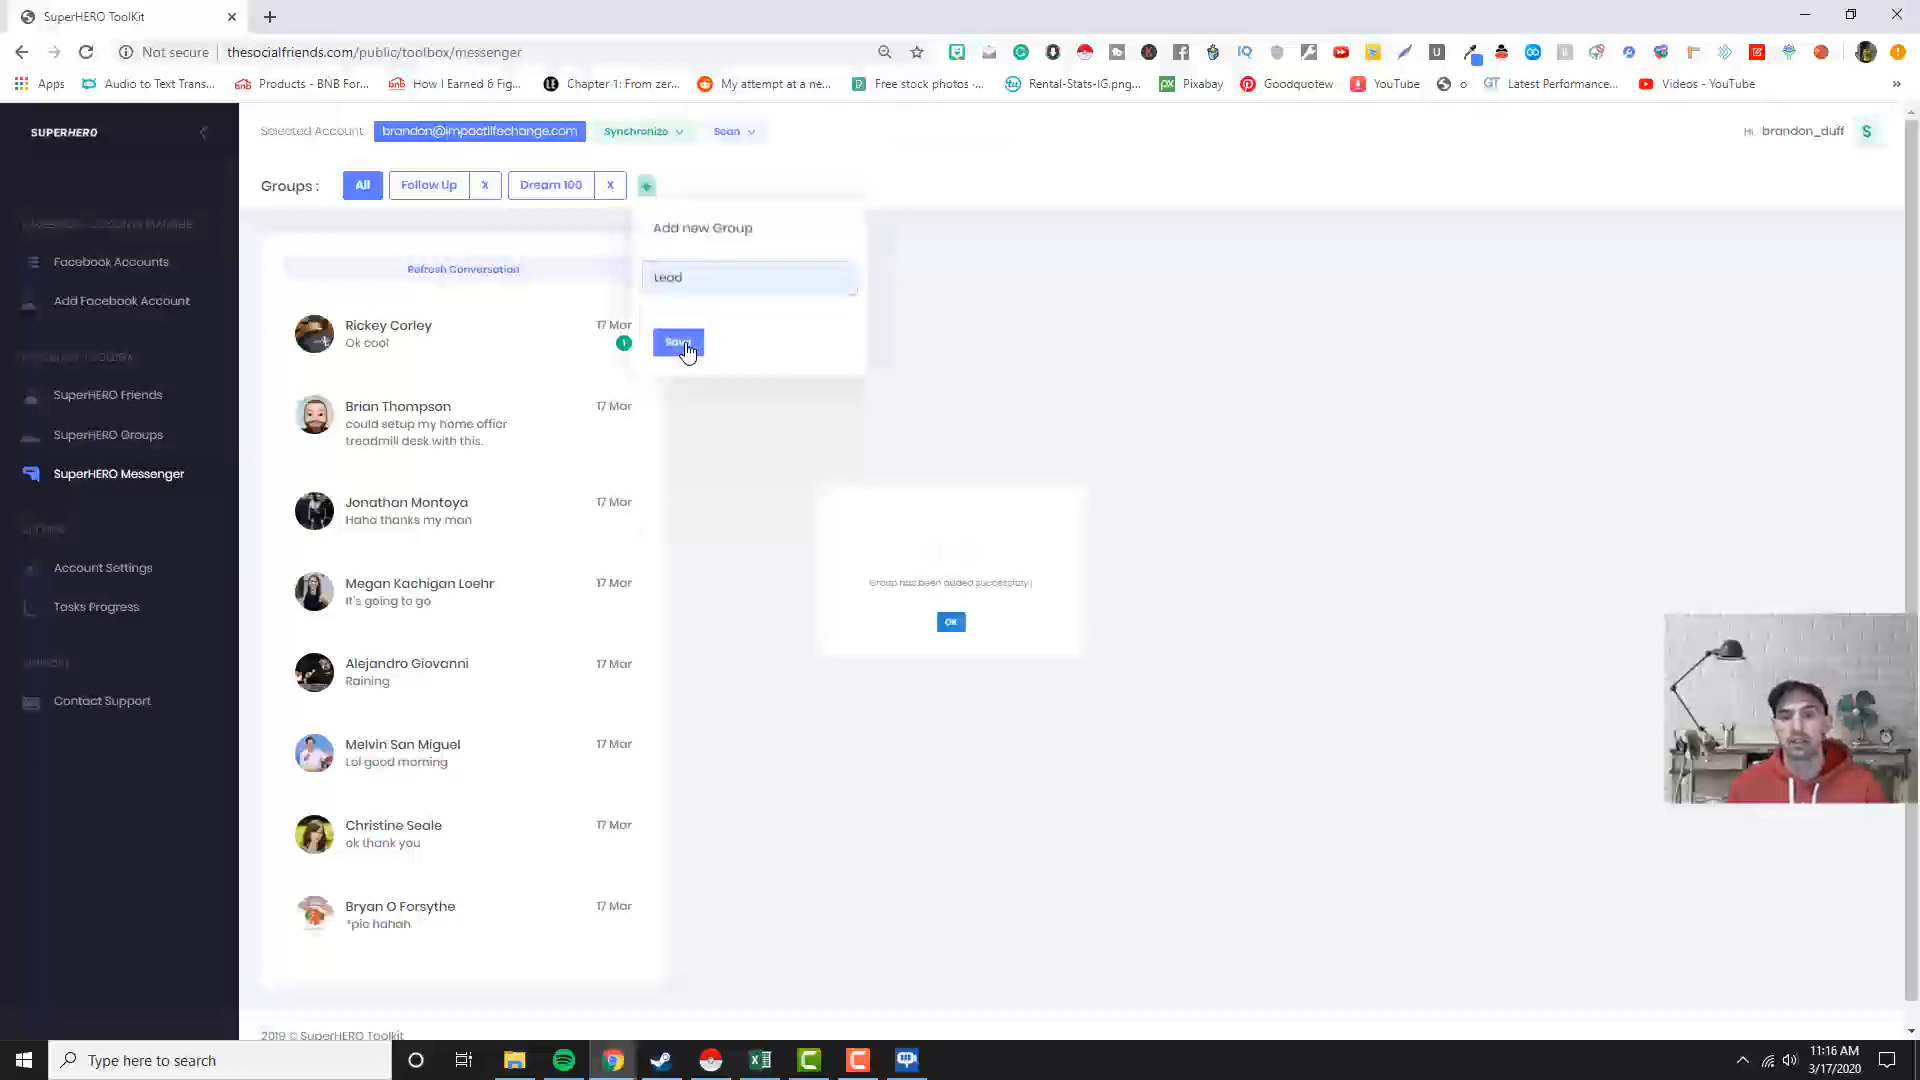 SuperHERO ToolKit
Not secure
thesocialfriends.com/public/toolbox/messenger
Apps
Audio to Text Trans...
Products - BNB For...
How I Earned 6 Fig...
Chapter 1: From zer...
My attempt at a ne...
Free stock photos -...
Rental-Stats-IG.png...
Pixabay
Goodquotew
YouTube
o
Latest Performance...
Videos - YouTube
SUPERHERO
Selected Account
brandon@impactlifechange.com
Synchronize
Scan
Hi, brandon_duff
S
Groups :
All
Follow Up
X
Dream 100
X
Add new Group
Lead
Save
Facebook Accounts
Add Facebook Account
SuperHERO Friends
SuperHERO Groups
SuperHERO Messenger
Account Settings
Tasks Progress
Contact Support
Refresh Conversation
Rickey Corley
17 Mar
Ok cool
1
Brian Thompson
17 Mar
could setup my home officr
treadmill desk with this.
Jonathan Montoya
17 Mar
Haha thanks my man
Megan Kachigan Loehr
17 Mar
It's going to go
Alejandro Giovanni
17 Mar
Raining
Melvin San Miguel
17 Mar
Lol good morning
Christine Seale
17 Mar
ok thank you
Bryan O Forsythe
17 Mar
*pic hahah
Group has been added successfuly
OK
2019 © SuperHERO Toolkit
Type here to search
11:16 AM
3/17/2020